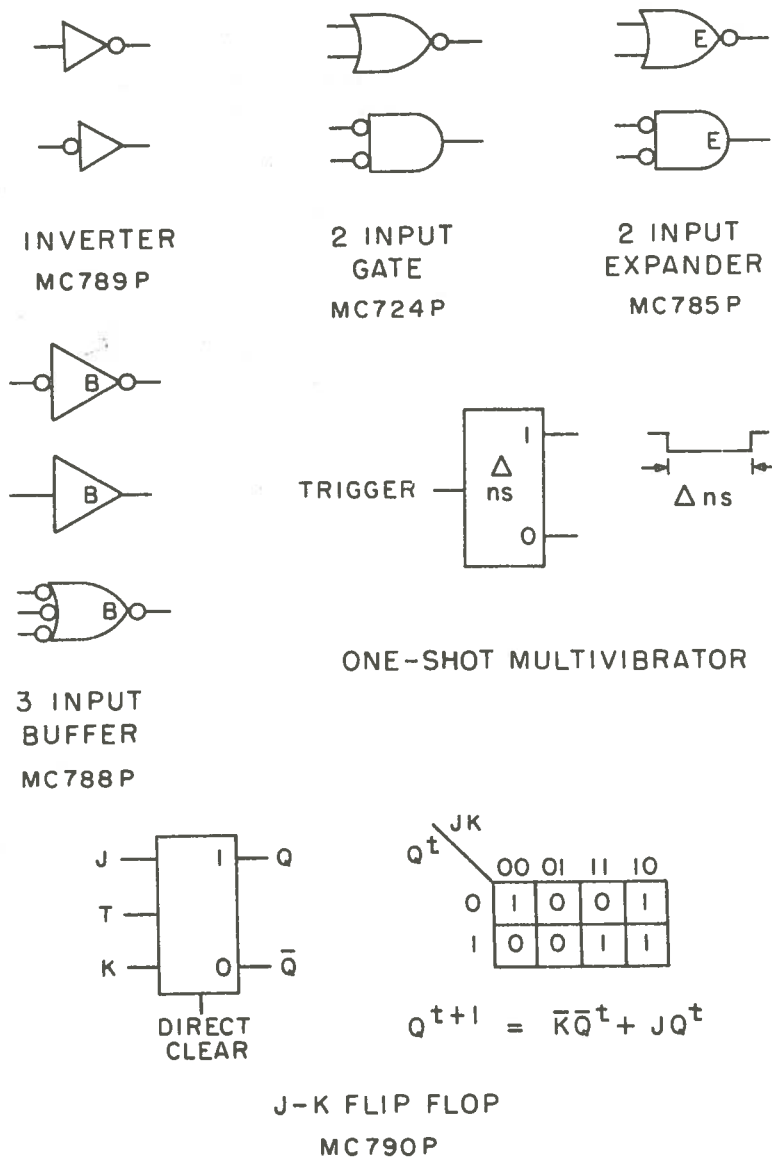 E
E
INVERTER
MC789P
2 INPUT
GATE
MC724P
2 INPUT
EXPANDER
MC785P
B
B
B
3 INPUT
BUFFER
MC788P
TRIGGER
1
Δ
ns
0
Δ ns
ONE-SHOT MULTIVIBRATOR
J
T
K
1
0
Q
Q̅
DIRECT
CLEAR
JK
Qᵗ
00 01 11 10
0 1 0 0 1
1 0 0 1 1
Qᵗ⁺¹ = K̅Q̅ᵗ + JQᵗ
J-K FLIP FLOP
MC790P